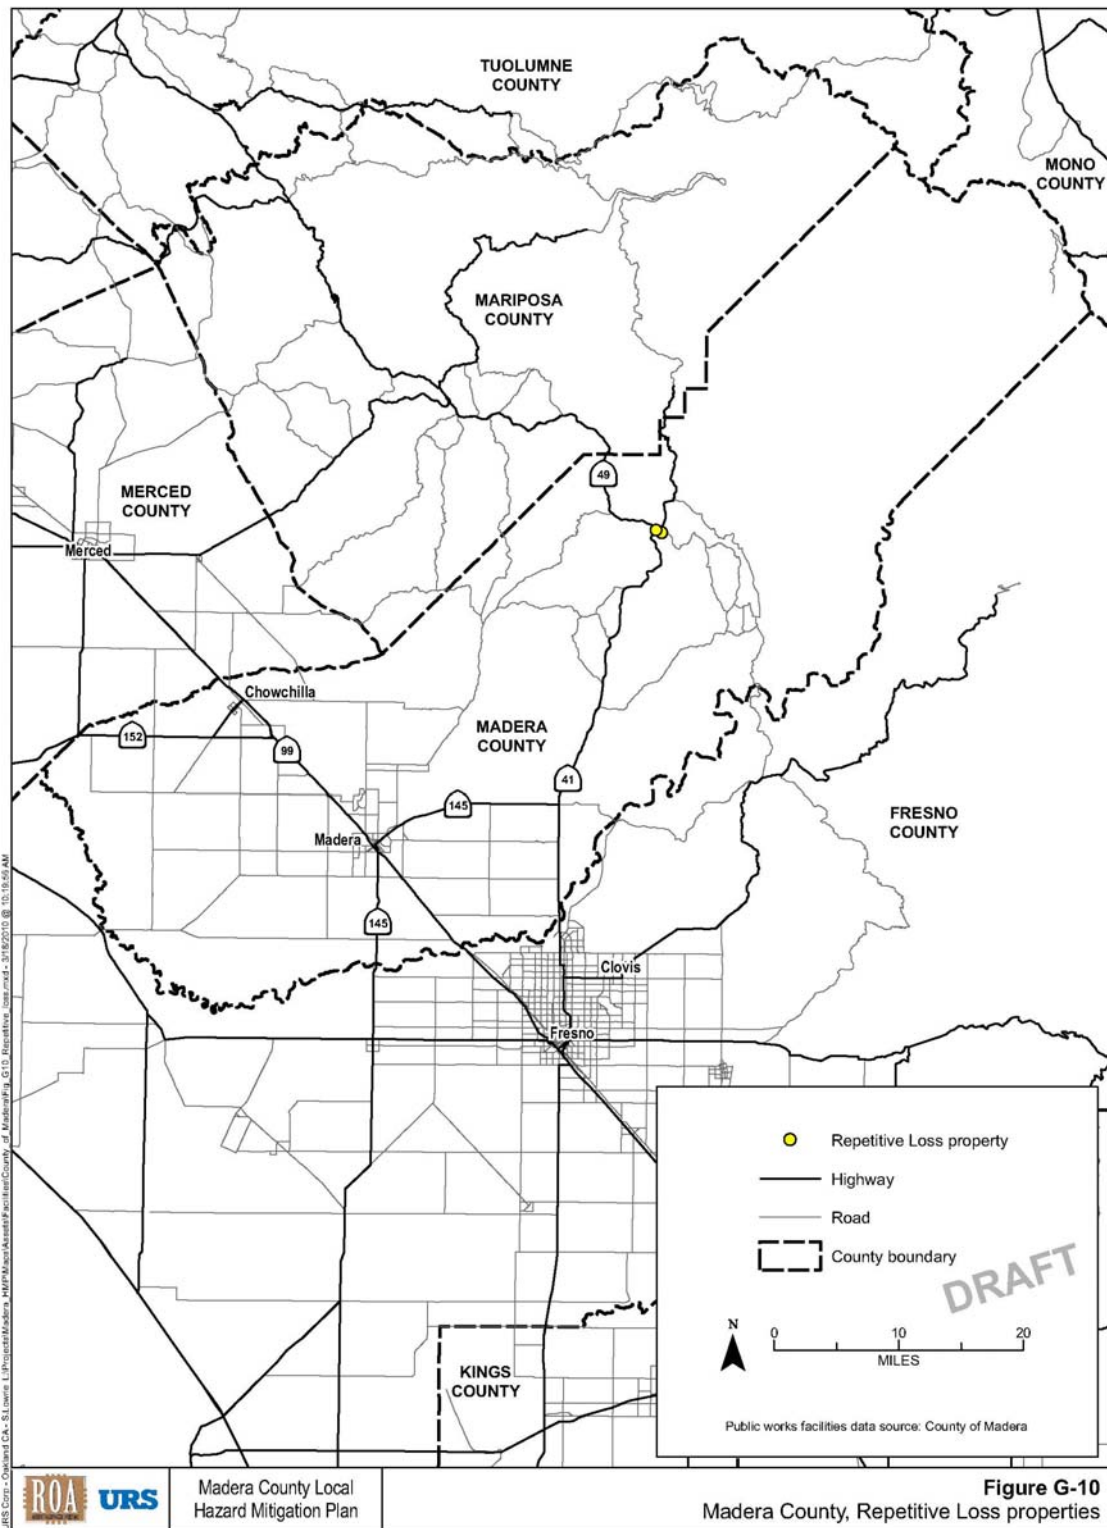 TUOLUMNE
COUNTY
MONO
COUNTY
MARIPOSA
COUNTY
49
MERCED
COUNTY
Merced
Chowchilla
152
99
MADERA
COUNTY
41
145
FRESNO
COUNTY
Madera
145
Clovis
Fresno
KINGS
COUNTY
Repetitive Loss property
Highway
Road
County boundary
DRAFT
N
0 10 20
MILES
Public works facilities data source: County of Madera
ROA
URS
Madera County Local
Hazard Mitigation Plan
Figure G-10
Madera County, Repetitive Loss properties